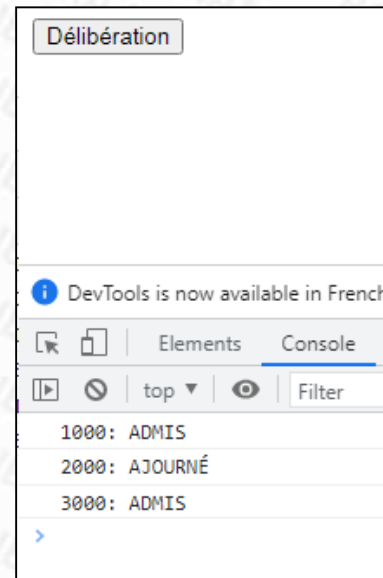 Délibération
DevTools is now available in French
Elements Console
top Filter
1000: ADMIS
2000: AJOURNÉ
3000: ADMIS